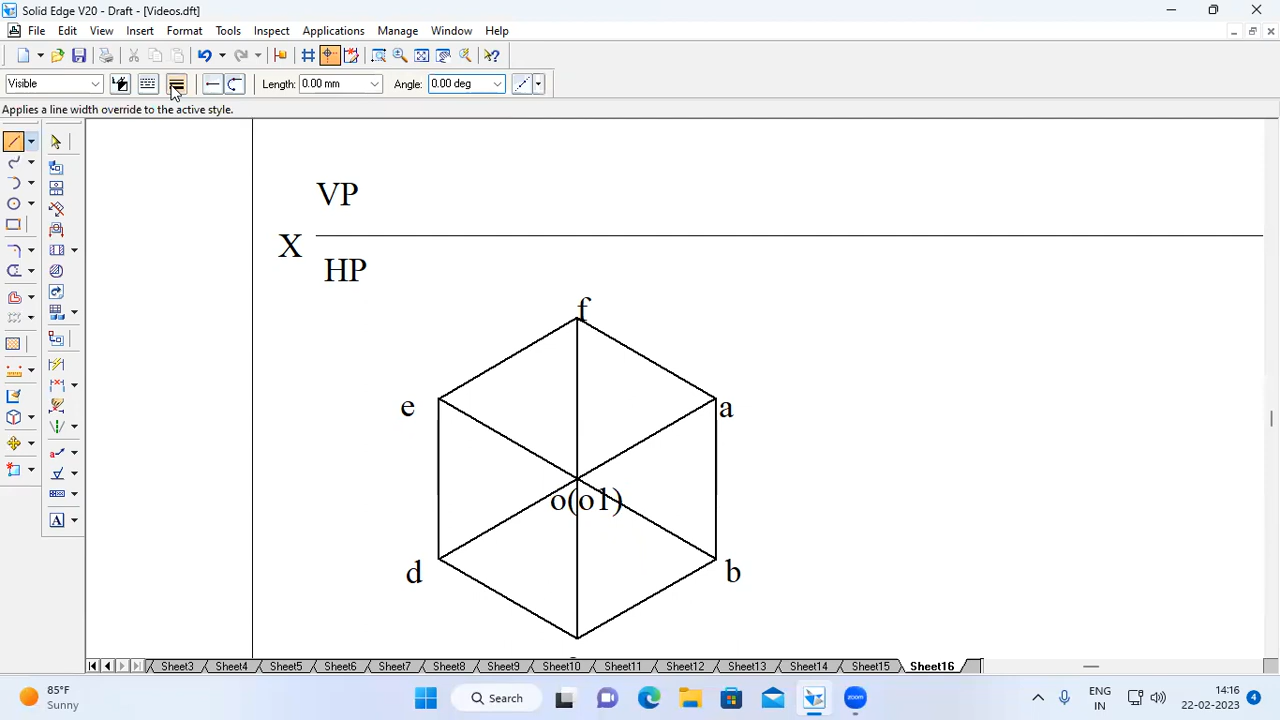 Solid Edge V20 - Draft - [Videos.dft]
File Edit View Insert Format Tools Inspect Applications Manage Window Help
Visible Length: 0.00 mm Angle: 0.00 deg
Applies a line width override to the active style.
VP
X
HP
f
e
a
o(o1)
d
b
Sheet3 Sheet4 Sheet5 Sheet6 Sheet7 Sheet8 Sheet9 Sheet10 Sheet11 Sheet12 Sheet13 Sheet14 Sheet15 Sheet16
85°F
Sunny
Search
zoom
ENG
IN
14:16
22-02-2023
4